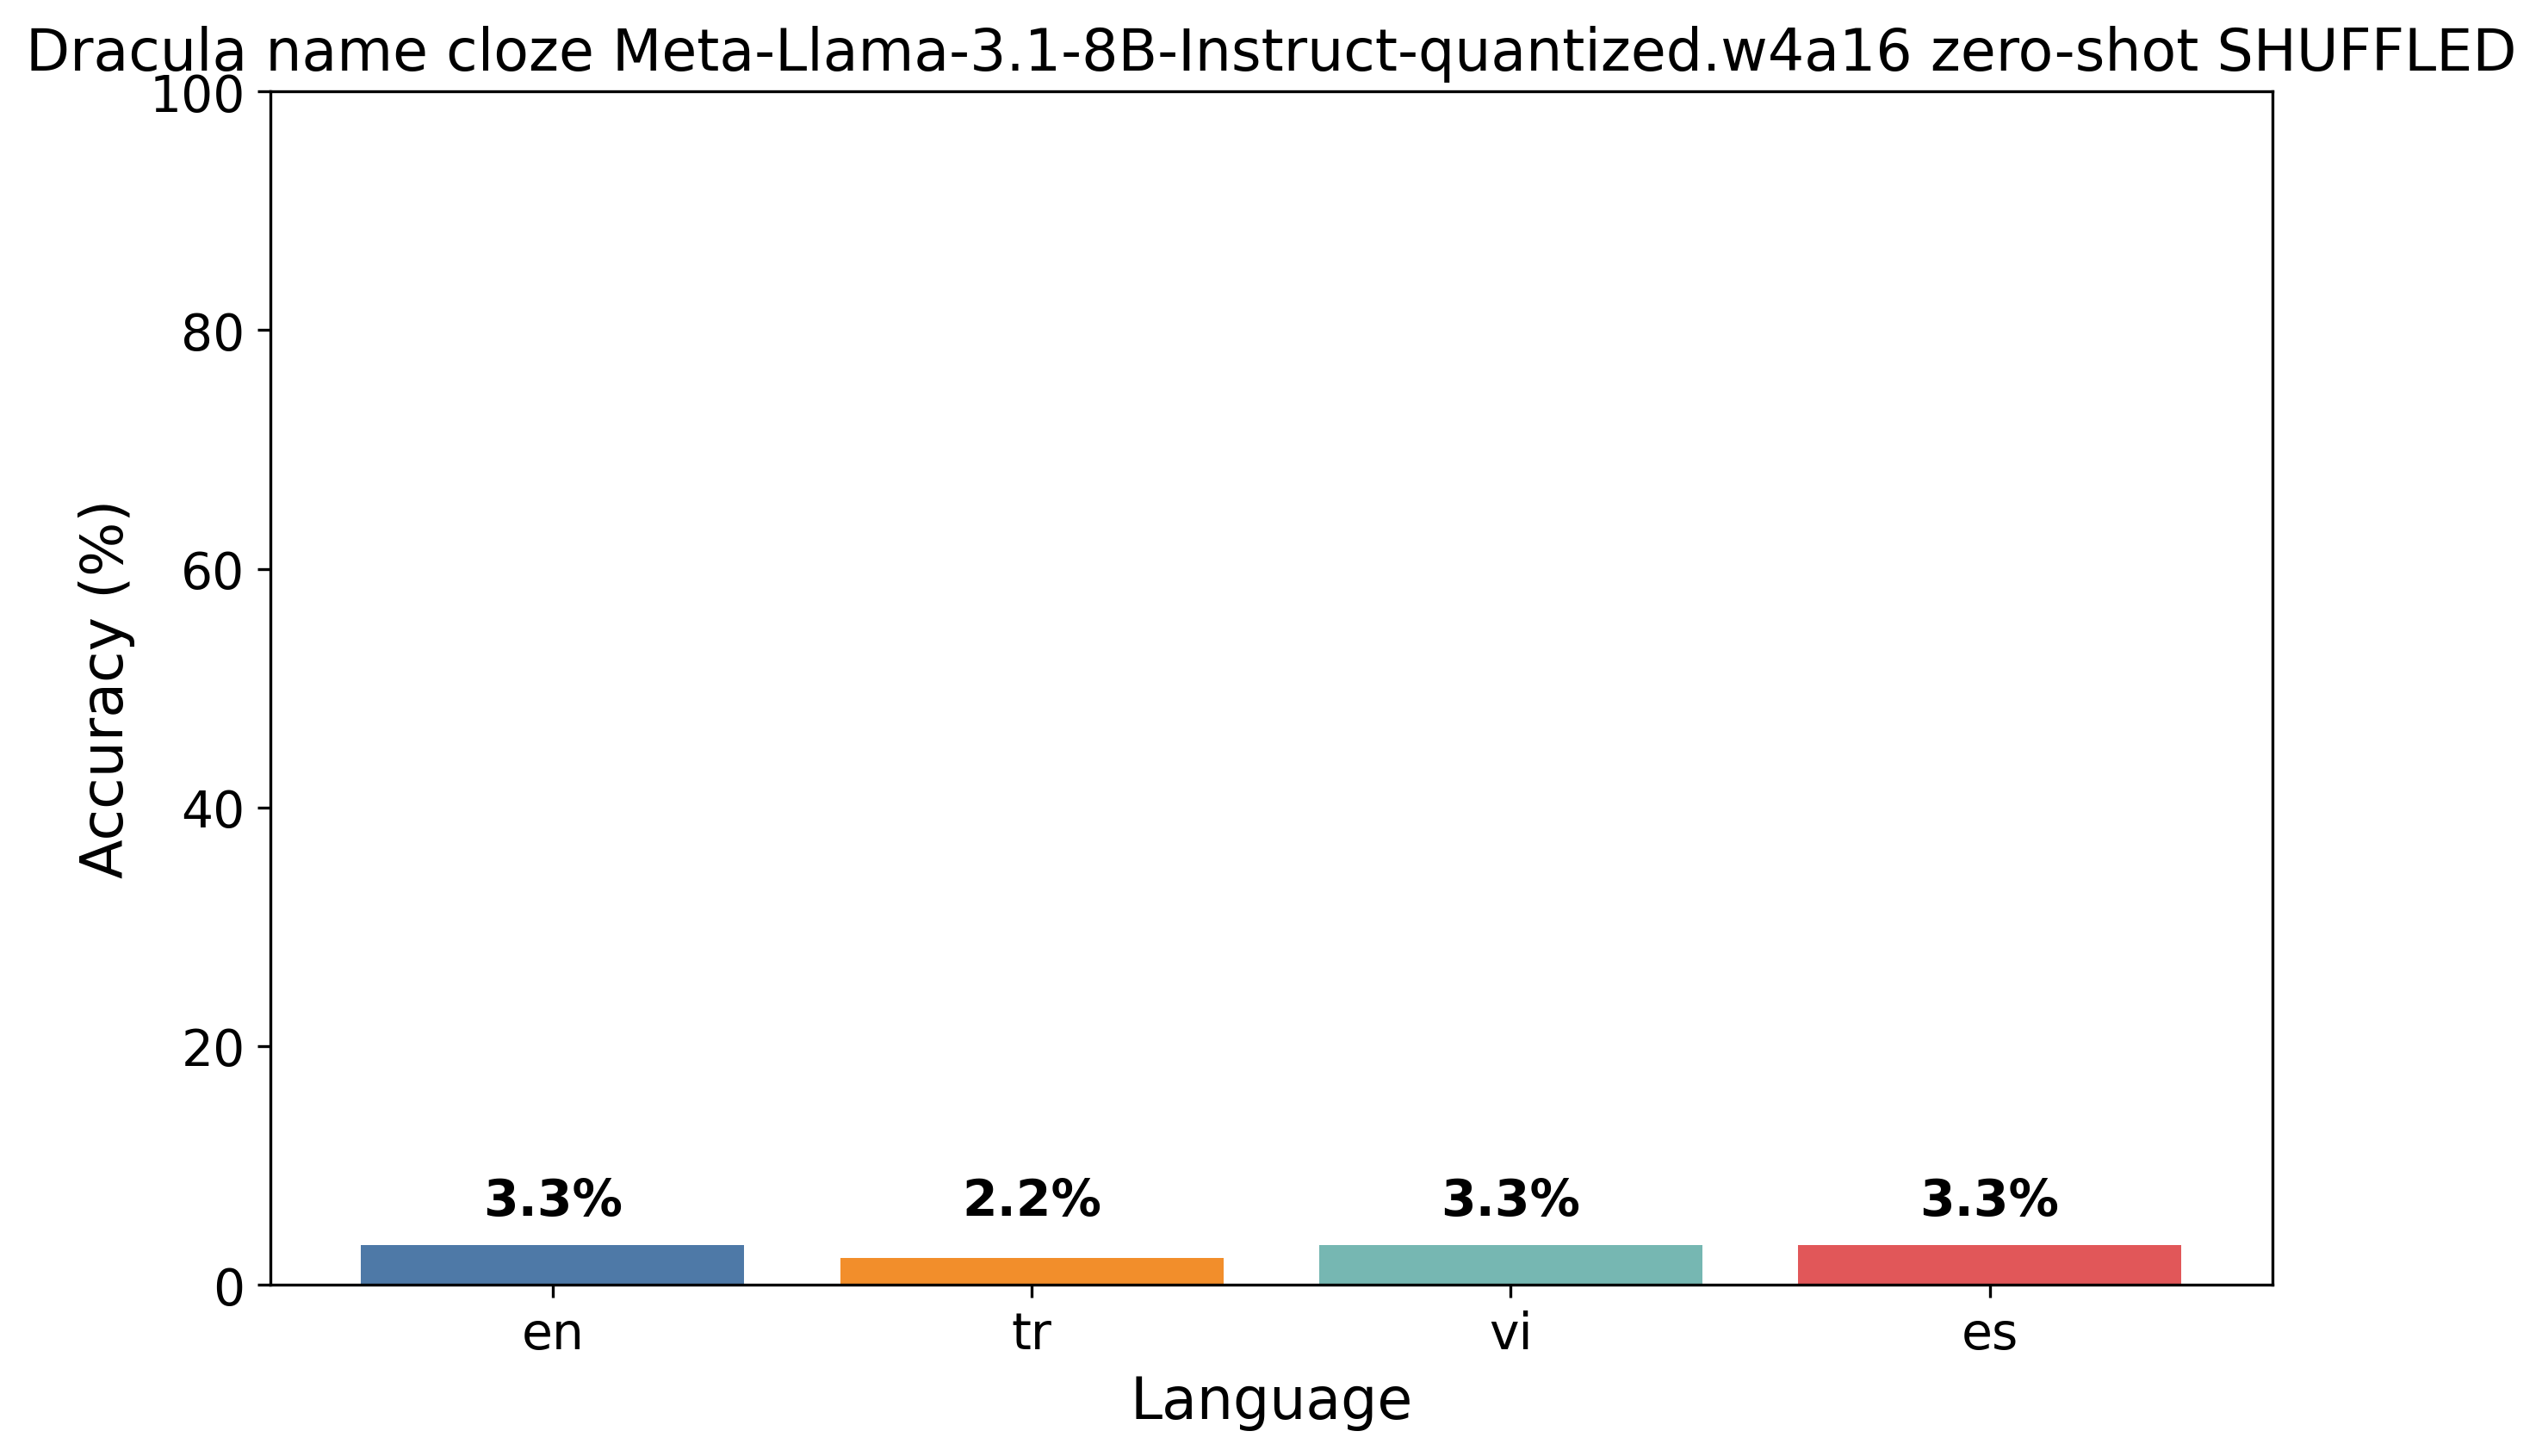 Dracula name cloze Meta-Llama-3.1-8B-Instruct-quantized.w4a16 zero-shot SHUFFLED
100
80
60
40
20
0
Accuracy (%)
3.3%
2.2%
3.3%
3.3%
en
tr
vi
es
Language